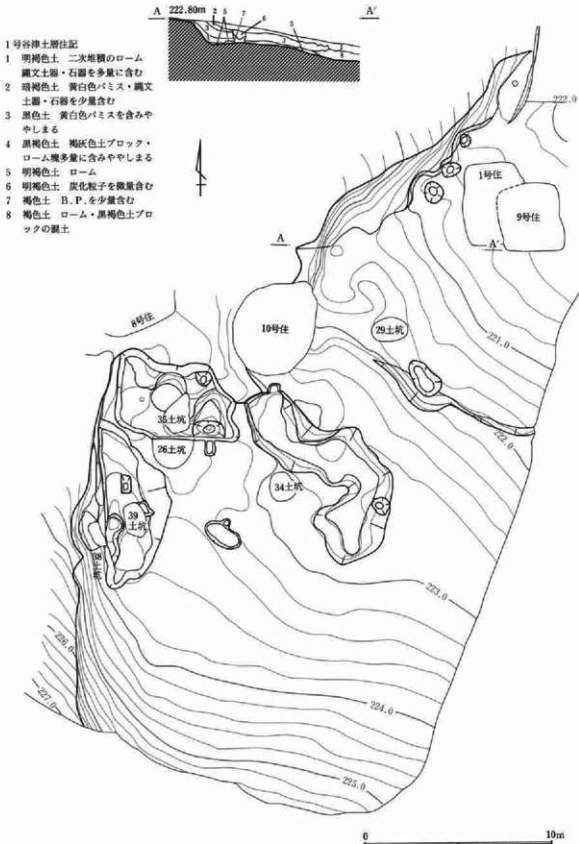 A 222.80m 2 5 7 6 5 A'
3
1号谷津土層注記
1 明褐色土 二次堆積のローム
縄文土器・石器を多量に含む
2 暗褐色土 黄白色パミス・縄文
土器・石器を少量含む
3 黒色土 黄白色パミスを含みや
やしまる
4 黒褐色土 褐灰色土ブロック・
ローム塊多量に含みややしまる
5 明褐色土 ローム
6 明褐色土 炭化粒子を微量含む
7 褐色土 B.P.を少量含む
8 褐色土 ローム・黒褐色土ブロ
ックの混土
222.0
1号住
9号住
A
A'
8号住
10号住
29土坑
221.0
222.0
35土坑
26土坑
34土坑
39
土坑
223.0
226.0
224.0
227.0
225.0
0 10m